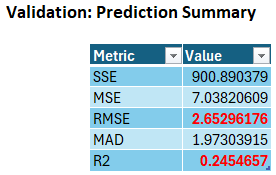 Validation: Prediction Summary
Metric Value
SSE 900.890379
MSE 7.03820609
RMSE 2.65296176
MAD 1.97303915
R2 0.2454657